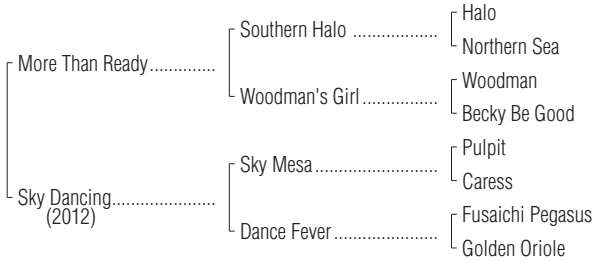 Halo
Southern Halo ..................
Northern Sea
More Than Ready..............
Woodman
Woodman's Girl ................
Becky Be Good
Pulpit
Sky Mesa ........................
Caress
Sky Dancing.....................
(2012)
Fusaichi Pegasus
Dance Fever .....................
Golden Oriole